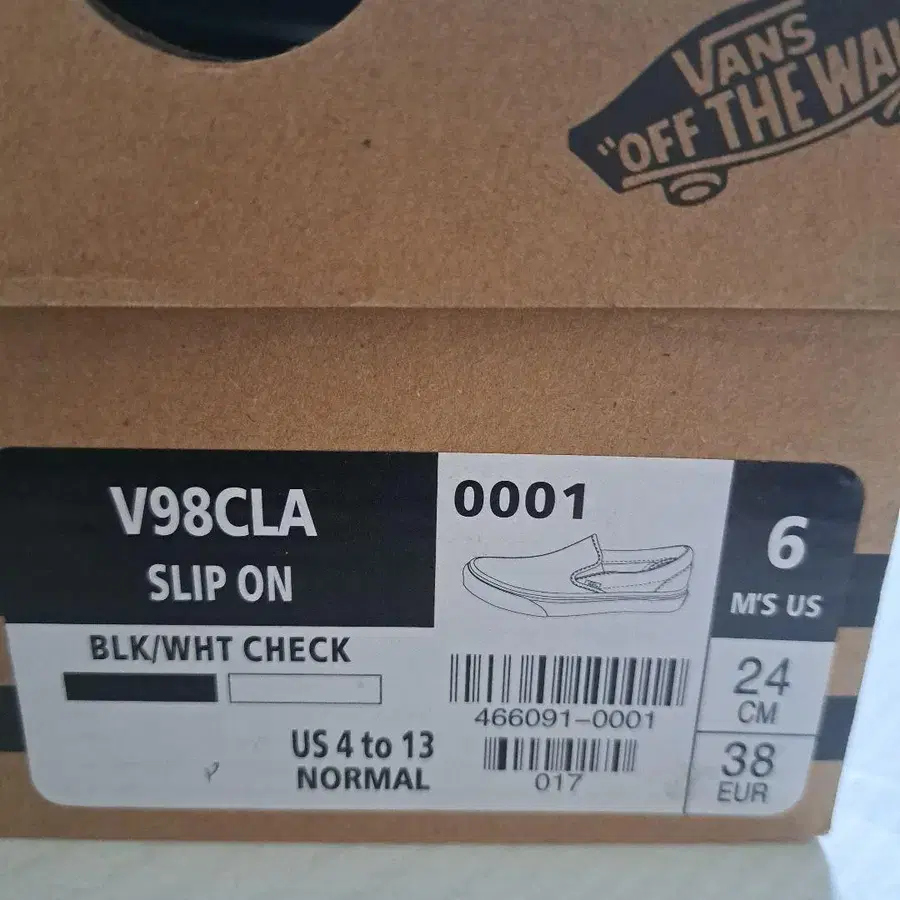 VANS
"OFF THE WAL
V98CLA
SLIP ON
BLK/WHT CHECK
US 4 to 13
NORMAL
0001
466091-0001
017
6
M'S US
24
CM
38
EUR